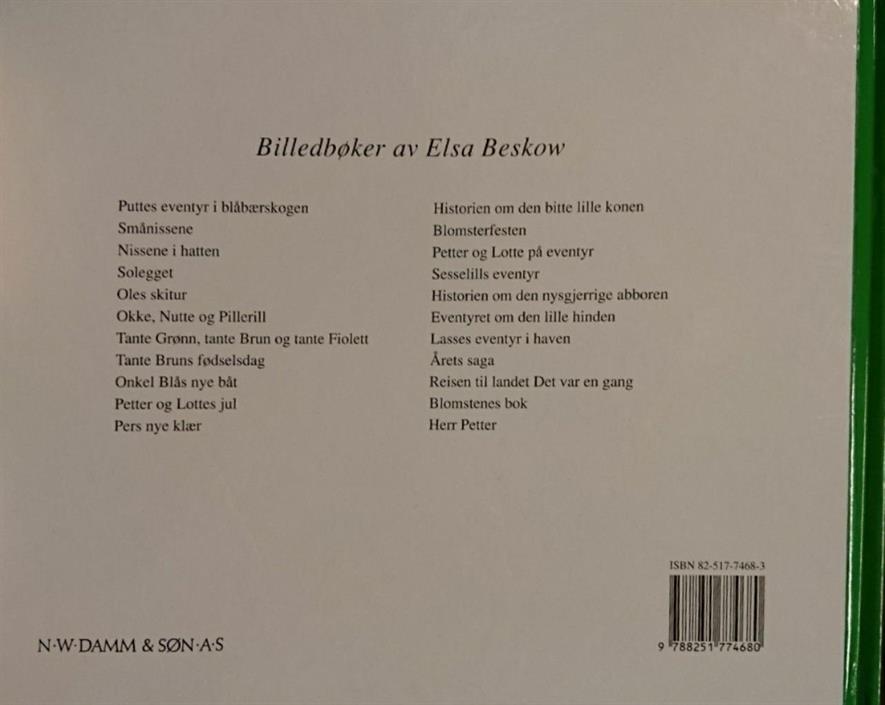 Billedbøker av Elsa Beskow
Puttes eventyr i blåbærskogen
Smånissene
Nissene i hatten
Solegget
Oles skitur
Okke, Nutte og Pillerill
Tante Grønn, tante Brun og tante Fiolett
Tante Bruns fødselsdag
Onkel Blås nye båt
Petter og Lottes jul
Pers nye klær
Historien om den bitte lille konen
Blomsterfesten
Petter og Lotte på eventyr
Sesselills eventyr
Historien om den nysgjerrige abboren
Eventyret om den lille hinden
Lasses eventyr i haven
Årets saga
Reisen til landet Det var en gang
Blomstenes bok
Herr Petter
ISBN 82-517-7468-3
9 788251 774680
N·W·DAMM & SØN·A·S